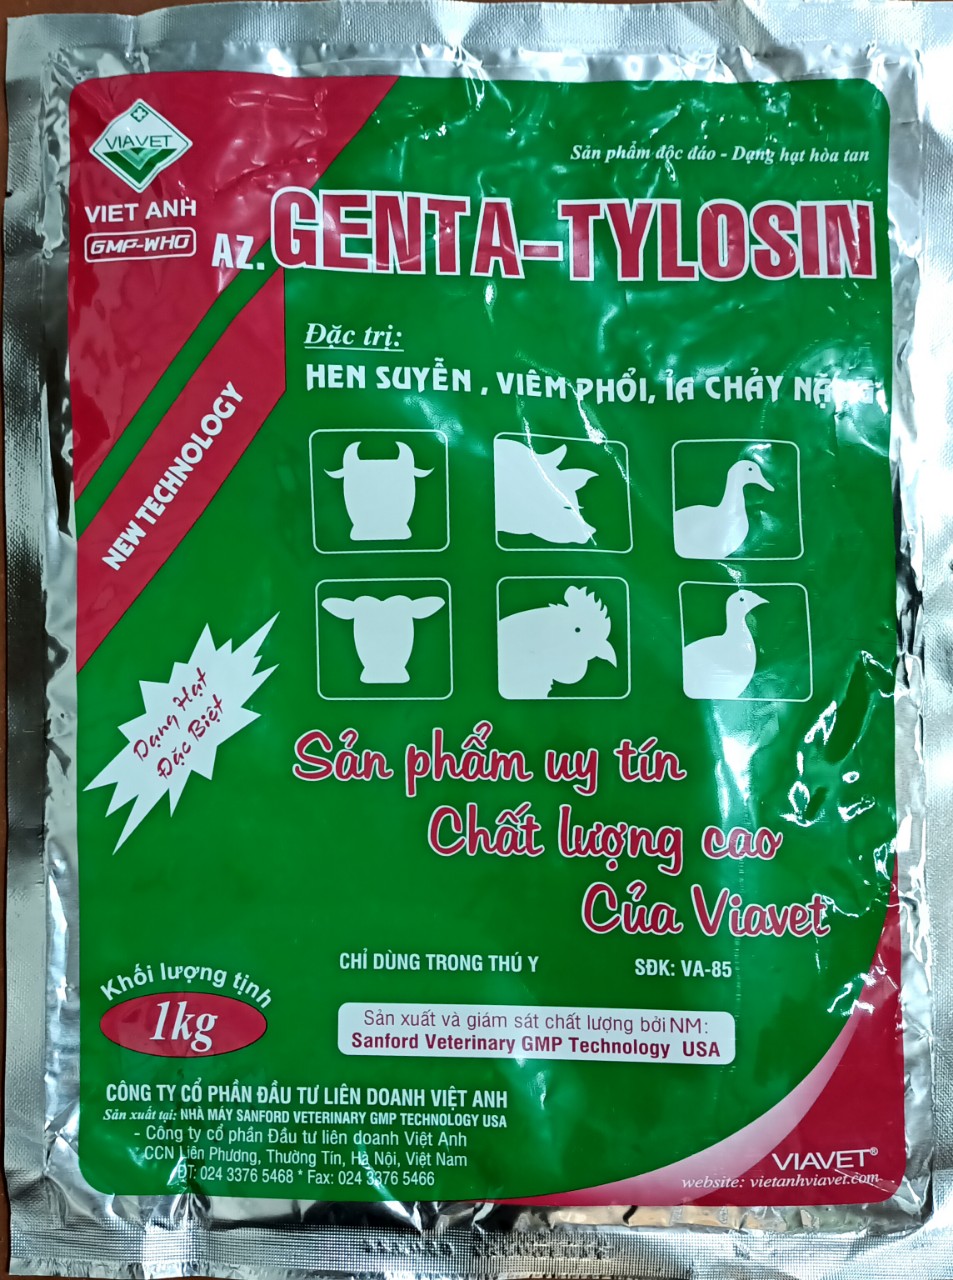 VIAVET
VIET ANH
GMP-WHO
Sản phẩm độc đáo - Dạng hạt hòa tan
AZ. GENTA-TYLOSIN
Đặc trị:
HEN SUYỄN , VIÊM PHỔI, ỈA CHẢY NẶNG
NEW TECHNOLOGY
Dạng Hạt
Đặc Biệt
Sản phẩm uy tín
Chất lượng cao
Của Viavet
CHỈ DÙNG TRONG THÚ Y
SĐK: VA-85
Khối lượng tịnh
1kg
Sản xuất và giám sát chất lượng bởi NM:
Sanford Veterinary GMP Technology USA
CÔNG TY CỔ PHẦN ĐẦU TƯ LIÊN DOANH VIỆT ANH
Sản xuất tại: NHÀ MÁY SANFORD VETERINARY GMP TECHNOLOGY USA
- Công ty cổ phần Đầu tư liên doanh Việt Anh
CCN Liên Phương, Thường Tín, Hà Nội, Việt Nam
ĐT: 024 3376 5468 * Fax: 024 3376 5466
VIAVET®
website: vietanhviavet.com